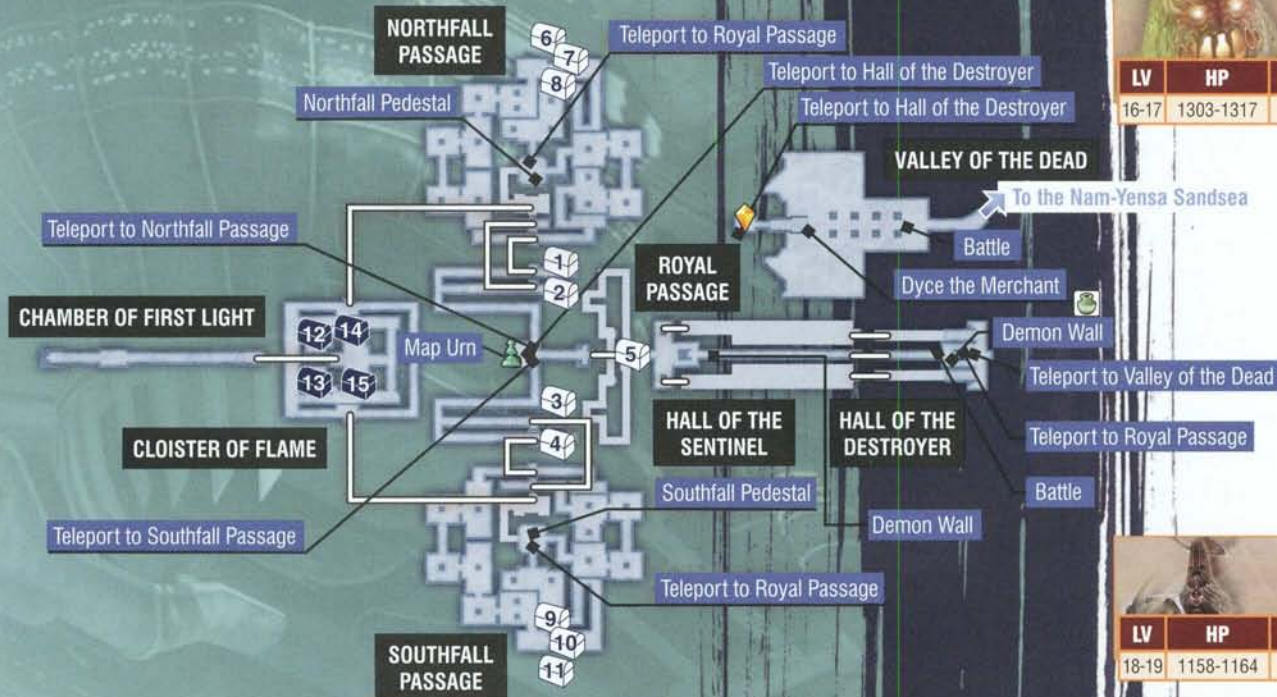 NORTHFALL
PASSAGE
6
7
8
Teleport to Royal Passage
Northfall Pedestal
Teleport to Hall of the Destroyer
Teleport to Hall of the Destroyer
VALLEY OF THE DEAD
To the Nam-Yensa Sandsea
Battle
Dyce the Merchant
Teleport to Northfall Passage
1
2
ROYAL
PASSAGE
CHAMBER OF FIRST LIGHT
12
14
13
15
Map Urn
5
Demon Wall
Teleport to Valley of the Dead
3
4
HALL OF THE
SENTINEL
HALL OF THE
DESTROYER
Teleport to Royal Passage
CLOISTER OF FLAME
Southfall Pedestal
Battle
Demon Wall
Teleport to Southfall Passage
Teleport to Royal Passage
9
10
11
SOUTHFALL
PASSAGE
LV HP
16-17 1303-1317
LV HP
18-19 1158-1164